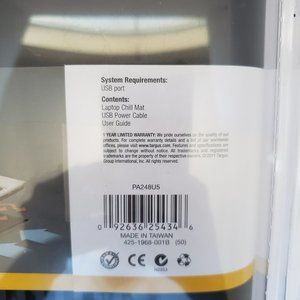 System Requirements:
USB port
Contents:
Laptop Chill Mat
USB Power Cable
User Guide
1 YEAR LIMITED WARRANTY: We pride ourselves on the quality of our
products. For complete warranty details and a list of our worldwide
offices, please visit www.targus.com. Features and specifications are
subject to change without notice. All trademarks and registered
trademarks are the property of their respective owners. ©2011 Targus
Group International, Inc. All rights reserved.
PA248U5
0 92636 25434 6
MADE IN TAIWAN
425-1968-001B (50)
CE
N2953